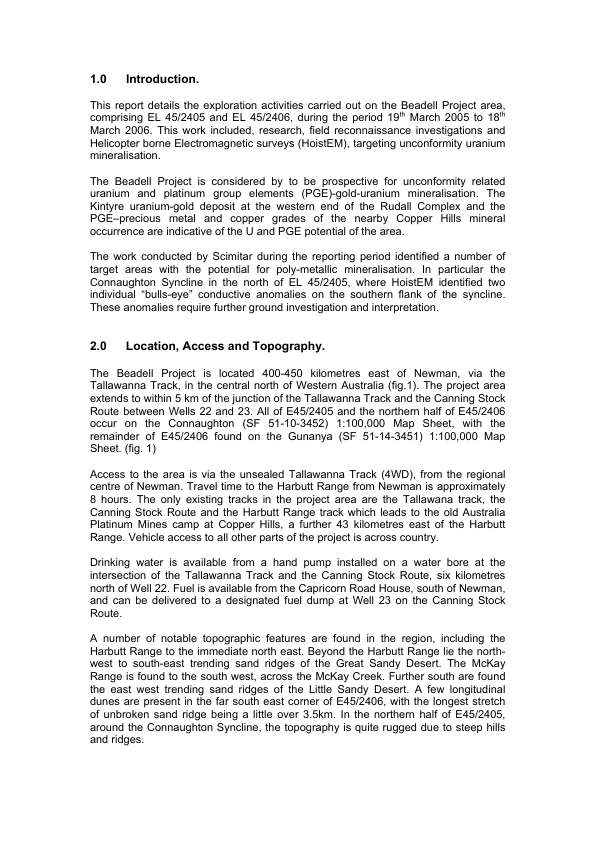 1.0 Introduction.
This report details the exploration activities carried out on the Beadell Project area,
comprising EL 45/2405 and EL 45/2406, during the period 19th March 2005 to 18th
March 2006. This work included, research, field reconnaissance investigations and
Helicopter borne Electromagnetic surveys (HoistEM), targeting unconformity uranium
mineralisation.
The Beadell Project is considered by to be prospective for unconformity related
uranium and platinum group elements (PGE)-gold-uranium mineralisation. The
Kintyre uranium-gold deposit at the western end of the Rudall Complex and the
PGE–precious metal and copper grades of the nearby Copper Hills mineral
occurrence are indicative of the U and PGE potential of the area.
The work conducted by Scimitar during the reporting period identified a number of
target areas with the potential for poly-metallic mineralisation. In particular the
Connaughton Syncline in the north of EL 45/2405, where HoistEM identified two
individual “bulls-eye” conductive anomalies on the southern flank of the syncline.
These anomalies require further ground investigation and interpretation.
2.0 Location, Access and Topography.
The Beadell Project is located 400-450 kilometres east of Newman, via the
Tallawanna Track, in the central north of Western Australia (fig.1). The project area
extends to within 5 km of the junction of the Tallawanna Track and the Canning Stock
Route between Wells 22 and 23. All of E45/2405 and the northern half of E45/2406
occur on the Connaughton (SF 51-10-3452) 1:100,000 Map Sheet, with the
remainder of E45/2406 found on the Gunanya (SF 51-14-3451) 1:100,000 Map
Sheet. (fig. 1)
Access to the area is via the unsealed Tallawanna Track (4WD), from the regional
centre of Newman. Travel time to the Harbutt Range from Newman is approximately
8 hours. The only existing tracks in the project area are the Tallawana track, the
Canning Stock Route and the Harbutt Range track which leads to the old Australia
Platinum Mines camp at Copper Hills, a further 43 kilometres east of the Harbutt
Range. Vehicle access to all other parts of the project is across country.
Drinking water is available from a hand pump installed on a water bore at the
intersection of the Tallawanna Track and the Canning Stock Route, six kilometres
north of Well 22. Fuel is available from the Capricorn Road House, south of Newman,
and can be delivered to a designated fuel dump at Well 23 on the Canning Stock
Route.
A number of notable topographic features are found in the region, including the
Harbutt Range to the immediate north east. Beyond the Harbutt Range lie the north-
west to south-east trending sand ridges of the Great Sandy Desert. The McKay
Range is found to the south west, across the McKay Creek. Further south are found
the east west trending sand ridges of the Little Sandy Desert. A few longitudinal
dunes are present in the far south east corner of E45/2406, with the longest stretch
of unbroken sand ridge being a little over 3.5km. In the northern half of E45/2405,
around the Connaughton Syncline, the topography is quite rugged due to steep hills
and ridges.